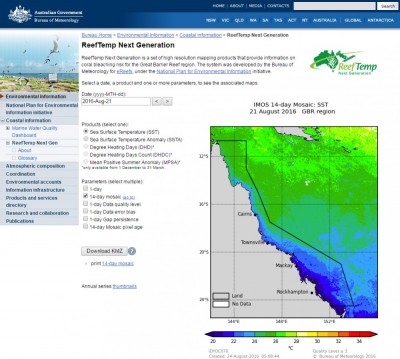 Australian Government
Bureau of Meteorology
HOME ABOUT MEDIA CONTACTS
NSW VIC QLD WA SA TAS ACT NT AUSTRALIA GLOBAL ANTARCTICA
Bureau Home > Environmental Information > Coastal information > ReefTemp Next Generation
ReefTemp Next Generation
ReefTemp Next Generation is a set of high resolution mapping products that provide information on
coral bleaching risk for the Great Barrier Reef region. The system was developed by the Bureau of
Meteorology for eReefs, under the National Plan for Environmental Information initiative.
Select a date, a product and one or more parameters, to see the associated maps.
ReefTemp
Next Generation
Environmental Information
National Plan for Environmental
Information initiative
Coastal information
Marine Water Quality
Dashboard
ReefTemp Next Gen
About
Glossary
Atmospheric composition
Coordination
Environmental accounts
Information infrastructure
Products and services
directory
Research and collaboration
Publications
Date (yyyy-MTH-dd):
2016-Aug-21
Products (select one):
Sea Surface Temperature (SST)
Sea Surface Temperature Anomaly (SSTA)
Degree Heating Days (DHD)*
Degree Heating Days Count (DHDC)*
Mean Positive Summer Anomaly (MPSA)*
*only available from 1 December to 31 March.
Parameters (select multiple):
1-day
14-day mosaic
1-day Data quality level
1-day Data error bias
1-day Gap persistence
14-day Mosaic pixel age
Download KMZ
print 14-day mosaic
Annual series thumbnails
IMOS 14-day Mosaic: SST
21 August 2016 GBR region
Cairns
Townsville
Mackay
Rockhampton
Land
No Data
°C
20 22 24 26 28 30 32 34
IDYOC010
Created: 24 August 2016
Quality Level ≥ 3
© Bureau of Meteorology 2016